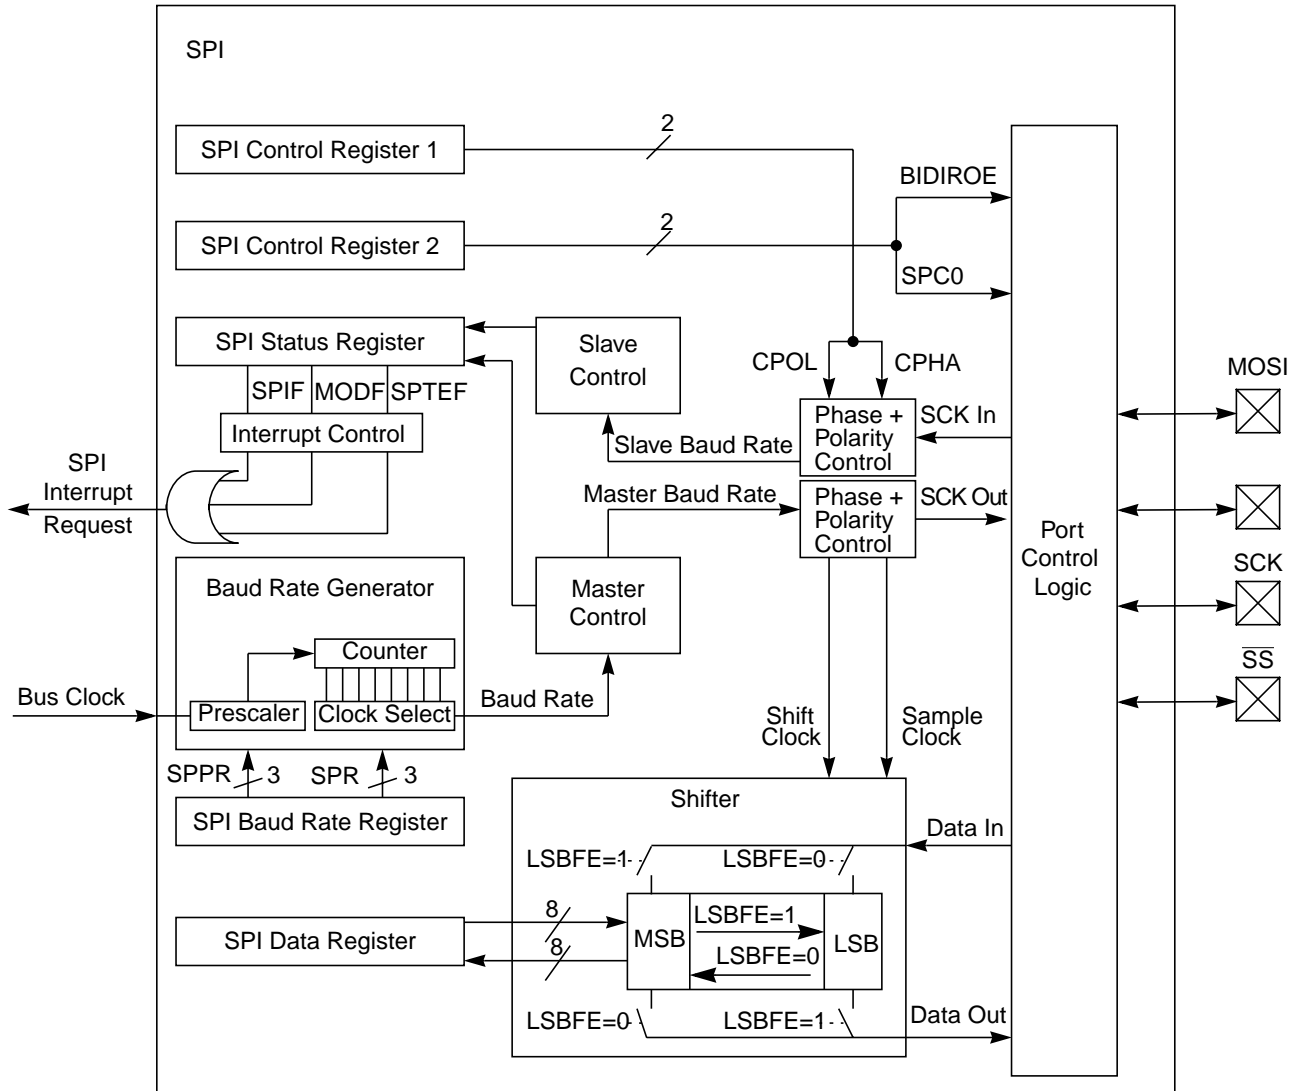 SPI
SPI Control Register 1
2
BIDIROE
SPI Control Register 2
2
SPC0
SPI Status Register
Slave
Control
CPOL
CPHA
MOSI
SPIF
MODF
SPTEF
Interrupt Control
Phase +
Polarity
Control
SCK In
Slave Baud Rate
SPI
Interrupt
Request
Master Baud Rate
Phase +
Polarity
Control
SCK Out
Port
Control
Logic
SCK
Baud Rate Generator
Master
Control
Counter
SS
Bus Clock
Prescaler
Clock Select
Baud Rate
Shift
Clock
Sample
Clock
SPPR
3
SPR
3
SPI Baud Rate Register
Shifter
Data In
LSBFE=1
LSBFE=0
SPI Data Register
8
8
MSB
LSBFE=1
LSBFE=0
LSB
LSBFE=0
LSBFE=1
Data Out